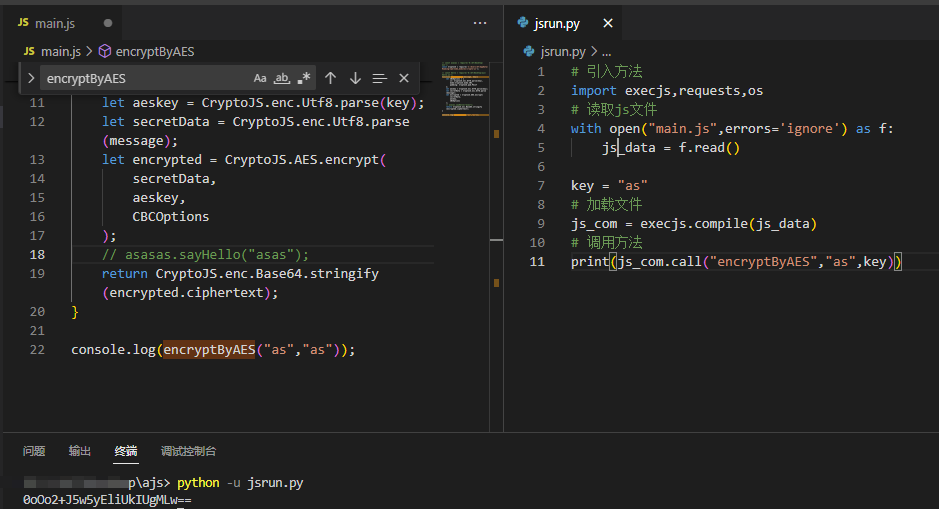 JS main.js ● ···
JS main.js > encryptByAES
> encryptByAES Aa ab .* ↑ ↓ ×
11 let aeskey = CryptoJS.enc.Utf8.parse(key);
12 let secretData = CryptoJS.enc.Utf8.parse
(message);
13 let encrypted = CryptoJS.AES.encrypt(
14 secretData,
15 aeskey,
16 CBCOptions
17 );
18 // asasas.sayHello("asas");
19 return CryptoJS.enc.Base64.stringify
(encrypted.ciphertext);
20 }
21
22 console.log(encryptByAES("as","as"));
jsrun.py ×
jsrun.py > ...
1 # 引入方法
2 import execjs,requests,os
3 # 读取js文件
4 with open("main.js",errors='ignore') as f:
5 js_data = f.read()
6
7 key = "as"
8 # 加载文件
9 js_com = execjs.compile(js_data)
10 # 调用方法
11 print(js_com.call("encryptByAES","as",key))
问题 输出 终端 调试控制台
p\ajs> python -u jsrun.py
0oOo2+J5w5yEliUkIUgMLw==